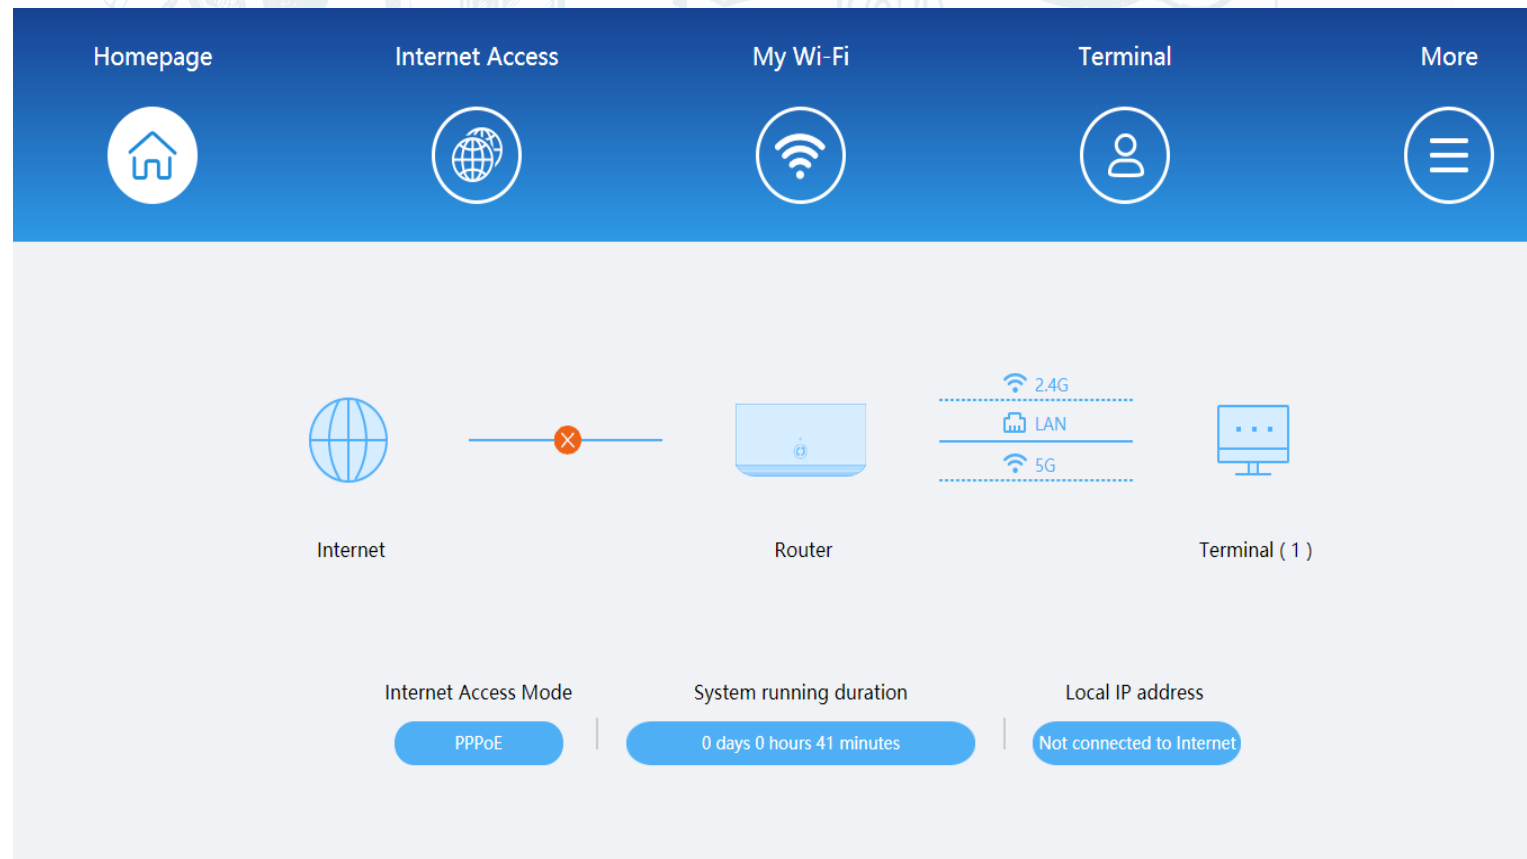 Homepage Internet Access My Wi-Fi Terminal More
2.4G
LAN
5G
Internet Router Terminal ( 1 )
Internet Access Mode System running duration Local IP address
PPPoE 0 days 0 hours 41 minutes Not connected to Internet